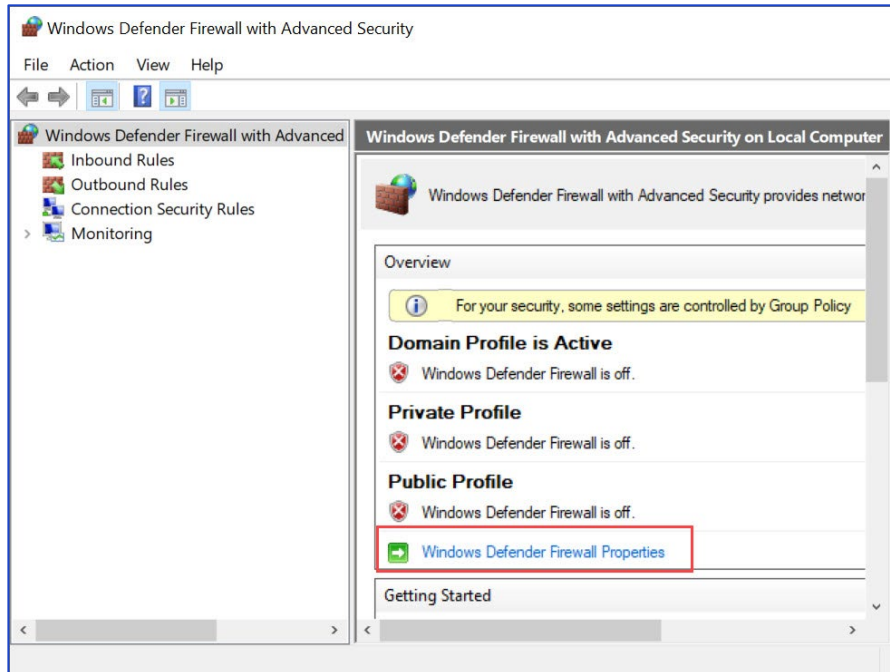 Windows Defender Firewall with Advanced Security
File Action View Help
Windows Defender Firewall with Advanced
Inbound Rules
Outbound Rules
Connection Security Rules
Monitoring
Windows Defender Firewall with Advanced Security on Local Computer
Windows Defender Firewall with Advanced Security provides networ
Overview
For your security, some settings are controlled by Group Policy
Domain Profile is Active
Windows Defender Firewall is off.
Private Profile
Windows Defender Firewall is off.
Public Profile
Windows Defender Firewall is off.
Windows Defender Firewall Properties
Getting Started